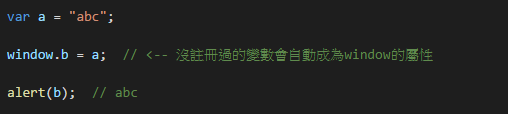 var a = "abc";
window.b = a;  // <-- 沒註冊過的變數會自動成為window的屬性
alert(b);  // abc